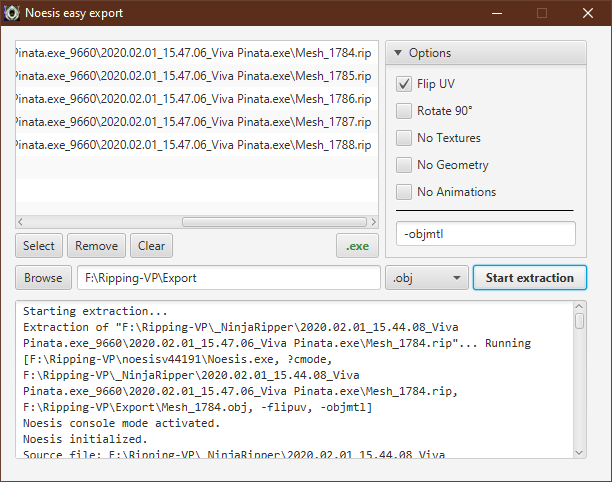 Noesis easy export
Pinata.exe_9660\2020.02.01_15.47.06_Viva Pinata.exe\Mesh_1784.rip
Pinata.exe_9660\2020.02.01_15.47.06_Viva Pinata.exe\Mesh_1785.rip
Pinata.exe_9660\2020.02.01_15.47.06_Viva Pinata.exe\Mesh_1786.rip
Pinata.exe_9660\2020.02.01_15.47.06_Viva Pinata.exe\Mesh_1787.rip
Pinata.exe_9660\2020.02.01_15.47.06_Viva Pinata.exe\Mesh_1788.rip
Select Remove Clear .exe
Options
Flip UV
Rotate 90°
No Textures
No Geometry
No Animations
-objmtl
Browse F:\Ripping-VP\Export .obj Start extraction
Starting extraction...
Extraction of "F:\Ripping-VP\_NinjaRipper\2020.02.01_15.44.08_Viva
Pinata.exe_9660\2020.02.01_15.47.06_Viva Pinata.exe\Mesh_1784.rip"... Running
[F:\Ripping-VP\noesisv44191\Noesis.exe, ?cmode,
F:\Ripping-VP\_NinjaRipper\2020.02.01_15.44.08_Viva
Pinata.exe_9660\2020.02.01_15.47.06_Viva Pinata.exe\Mesh_1784.rip,
F:\Ripping-VP\Export\Mesh_1784.obj, -flipuv, -objmtl]
Noesis console mode activated.
Noesis initialized.
Source file: F:\Ripping-VP\_NinjaRipper\2020.02.01_15.44.08_Viva